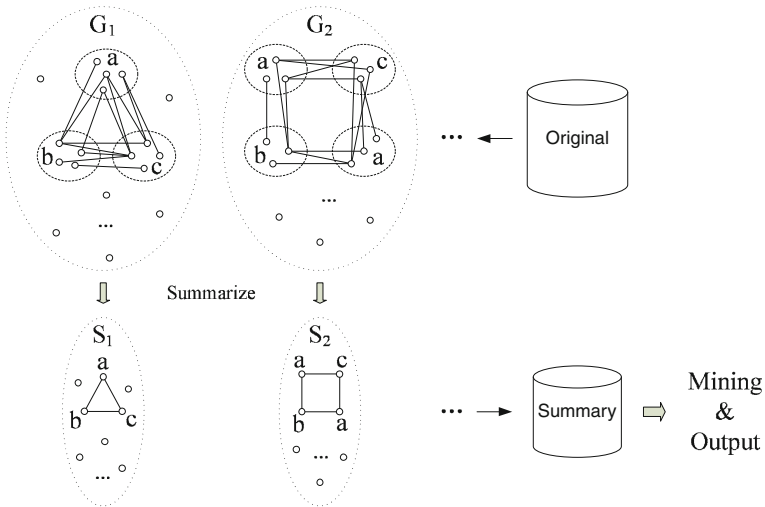 G1 G2
a a c
... Original
b c b a
...
...
Summarize
S1 S2
a a c
Mining
... Summary &
b c b a
Output
...
...